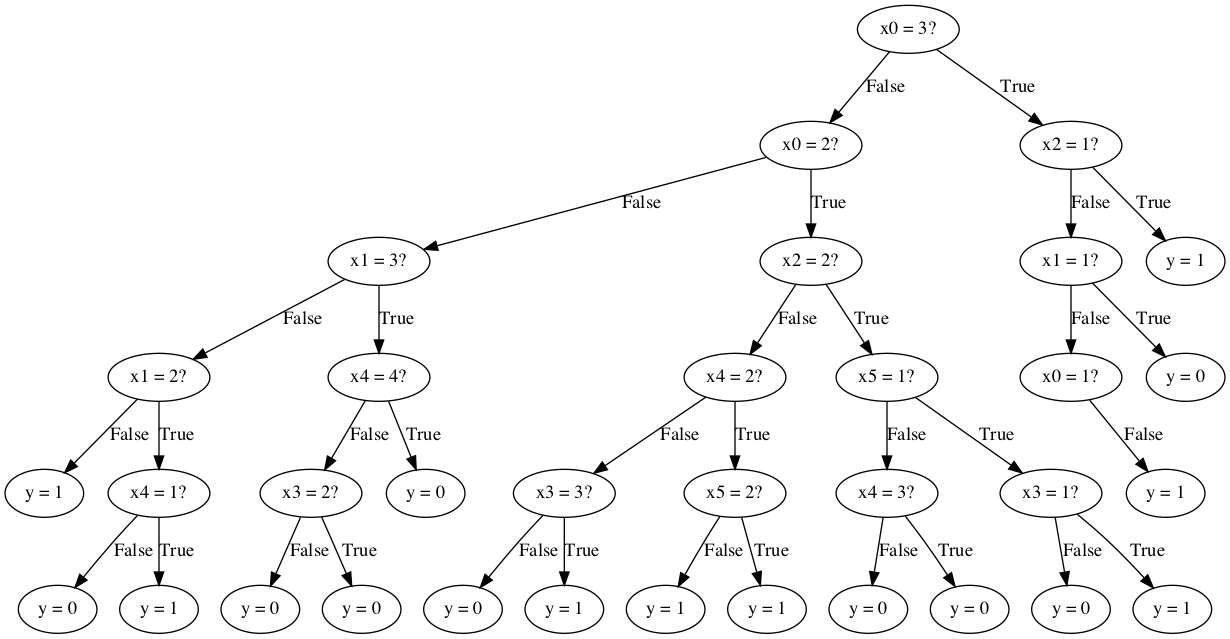 x0 = 3?
False
True
x0 = 2?
x2 = 1?
False
True
False
True
x1 = 3?
x2 = 2?
x1 = 1?
y = 1
False
True
False
True
False
True
x1 = 2?
x4 = 4?
x4 = 2?
x5 = 1?
x0 = 1?
y = 0
False
True
False
True
False
True
False
True
False
y = 1
x4 = 1?
x3 = 2?
y = 0
x3 = 3?
x5 = 2?
x4 = 3?
x3 = 1?
y = 1
False
True
False
True
False
True
False
True
False
True
False
True
y = 0
y = 1
y = 0
y = 0
y = 0
y = 1
y = 1
y = 1
y = 0
y = 0
y = 0
y = 1